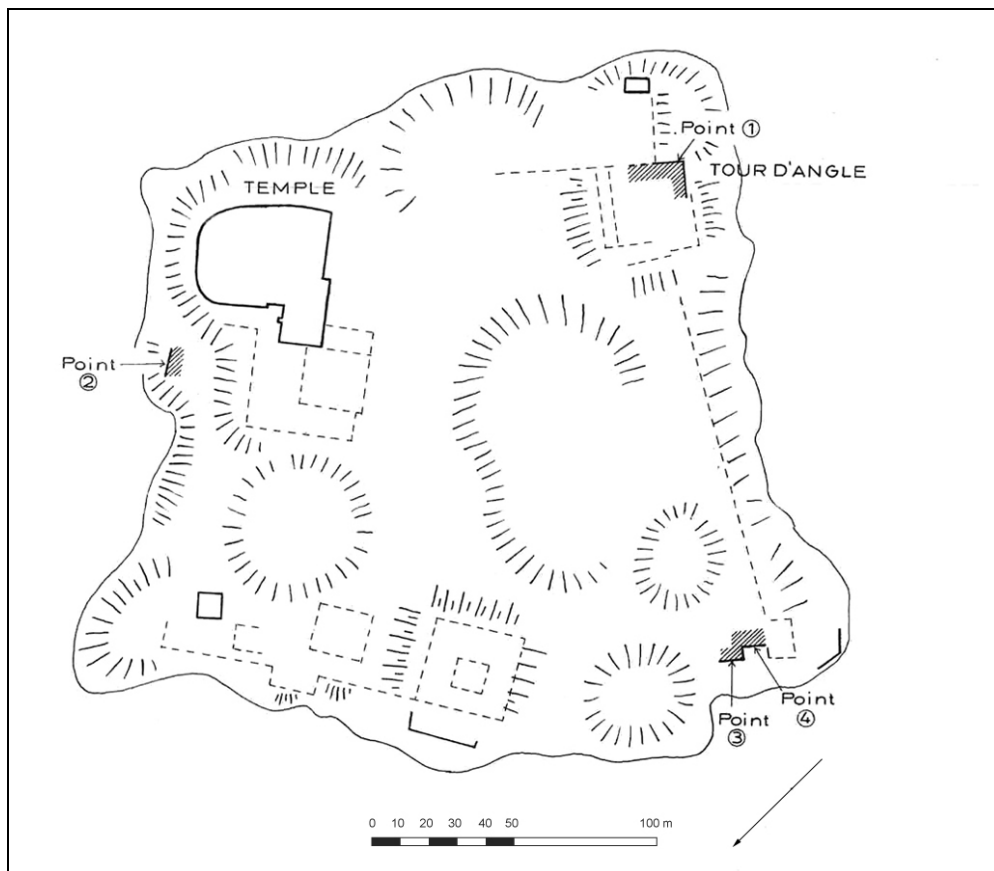 Point ①
TOUR D'ANGLE
TEMPLE
Point
②
Point
④
Point
③
0 10 20 30 40 50 100 m